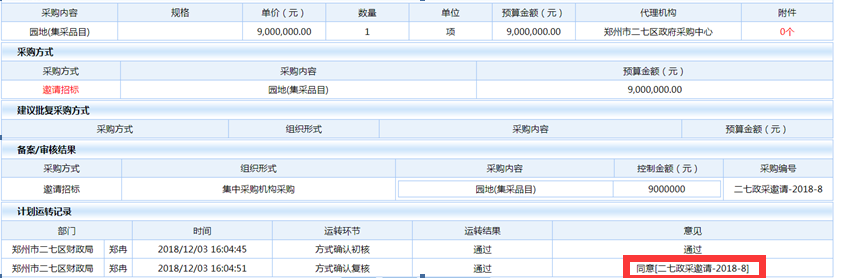 采购内容 规格 单价（元） 数量 单位 预算金额（元） 代理机构 附件
园地(集采品目) 9,000,000.00 1 项 9,000,000.00 郑州市二七区政府采购中心 0个
采购方式
采购方式 采购内容 预算金额（元）
邀请招标 园地(集采品目) 9,000,000.00
建议批复采购方式
采购方式 组织形式 采购内容 预算金额（元）
备案/审核结果
采购方式 组织形式 采购内容 控制金额（元） 采购编号
邀请招标 集中采购机构采购 园地(集采品目) 9000000 二七政采邀请-2018-8
计划运转记录
部门 时间 运转环节 运转结果 意见
郑州市二七区财政局 郑冉 2018/12/03 16:04:45 方式确认初核 通过 通过
郑州市二七区财政局 郑冉 2018/12/03 16:04:51 方式确认复核 通过 同意[二七政采邀请-2018-8]